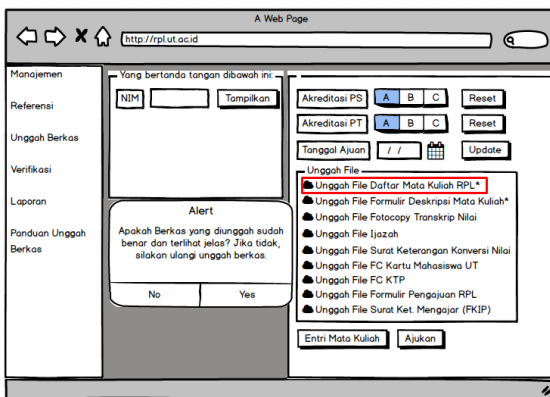 A Web Page
http://rpl.ut.ac.id
Manajemen
Referensi
Unggah Berkas
Verifikasi
Laporan
Panduan Unggah
Berkas
Yang bertanda tangan dibawah ini:
NIM
Tampilkan
Alert
Apakah Berkas yang diunggah sudah
benar dan terlihat jelas? Jika tidak,
silakan ulangi unggah berkas.
No Yes
Akreditasi PS A B C Reset
Akreditasi PT A B C Reset
Tanggal Ajuan / / Update
Unggah File
Unggah File Daftar Mata Kuliah RPL*
Unggah File Formulir Deskripsi Mata Kuliah*
Unggah File Fotocopy Transkrip Nilai
Unggah File Ijazah
Unggah File Surat Keterangan Konversi Nilai
Unggah File FC Kartu Mahasiswa UT
Unggah File FC KTP
Unggah File Formulir Pengajuan RPL
Unggah File Surat Ket. Mengajar (FKIP)
Entri Mata Kuliah Ajukan